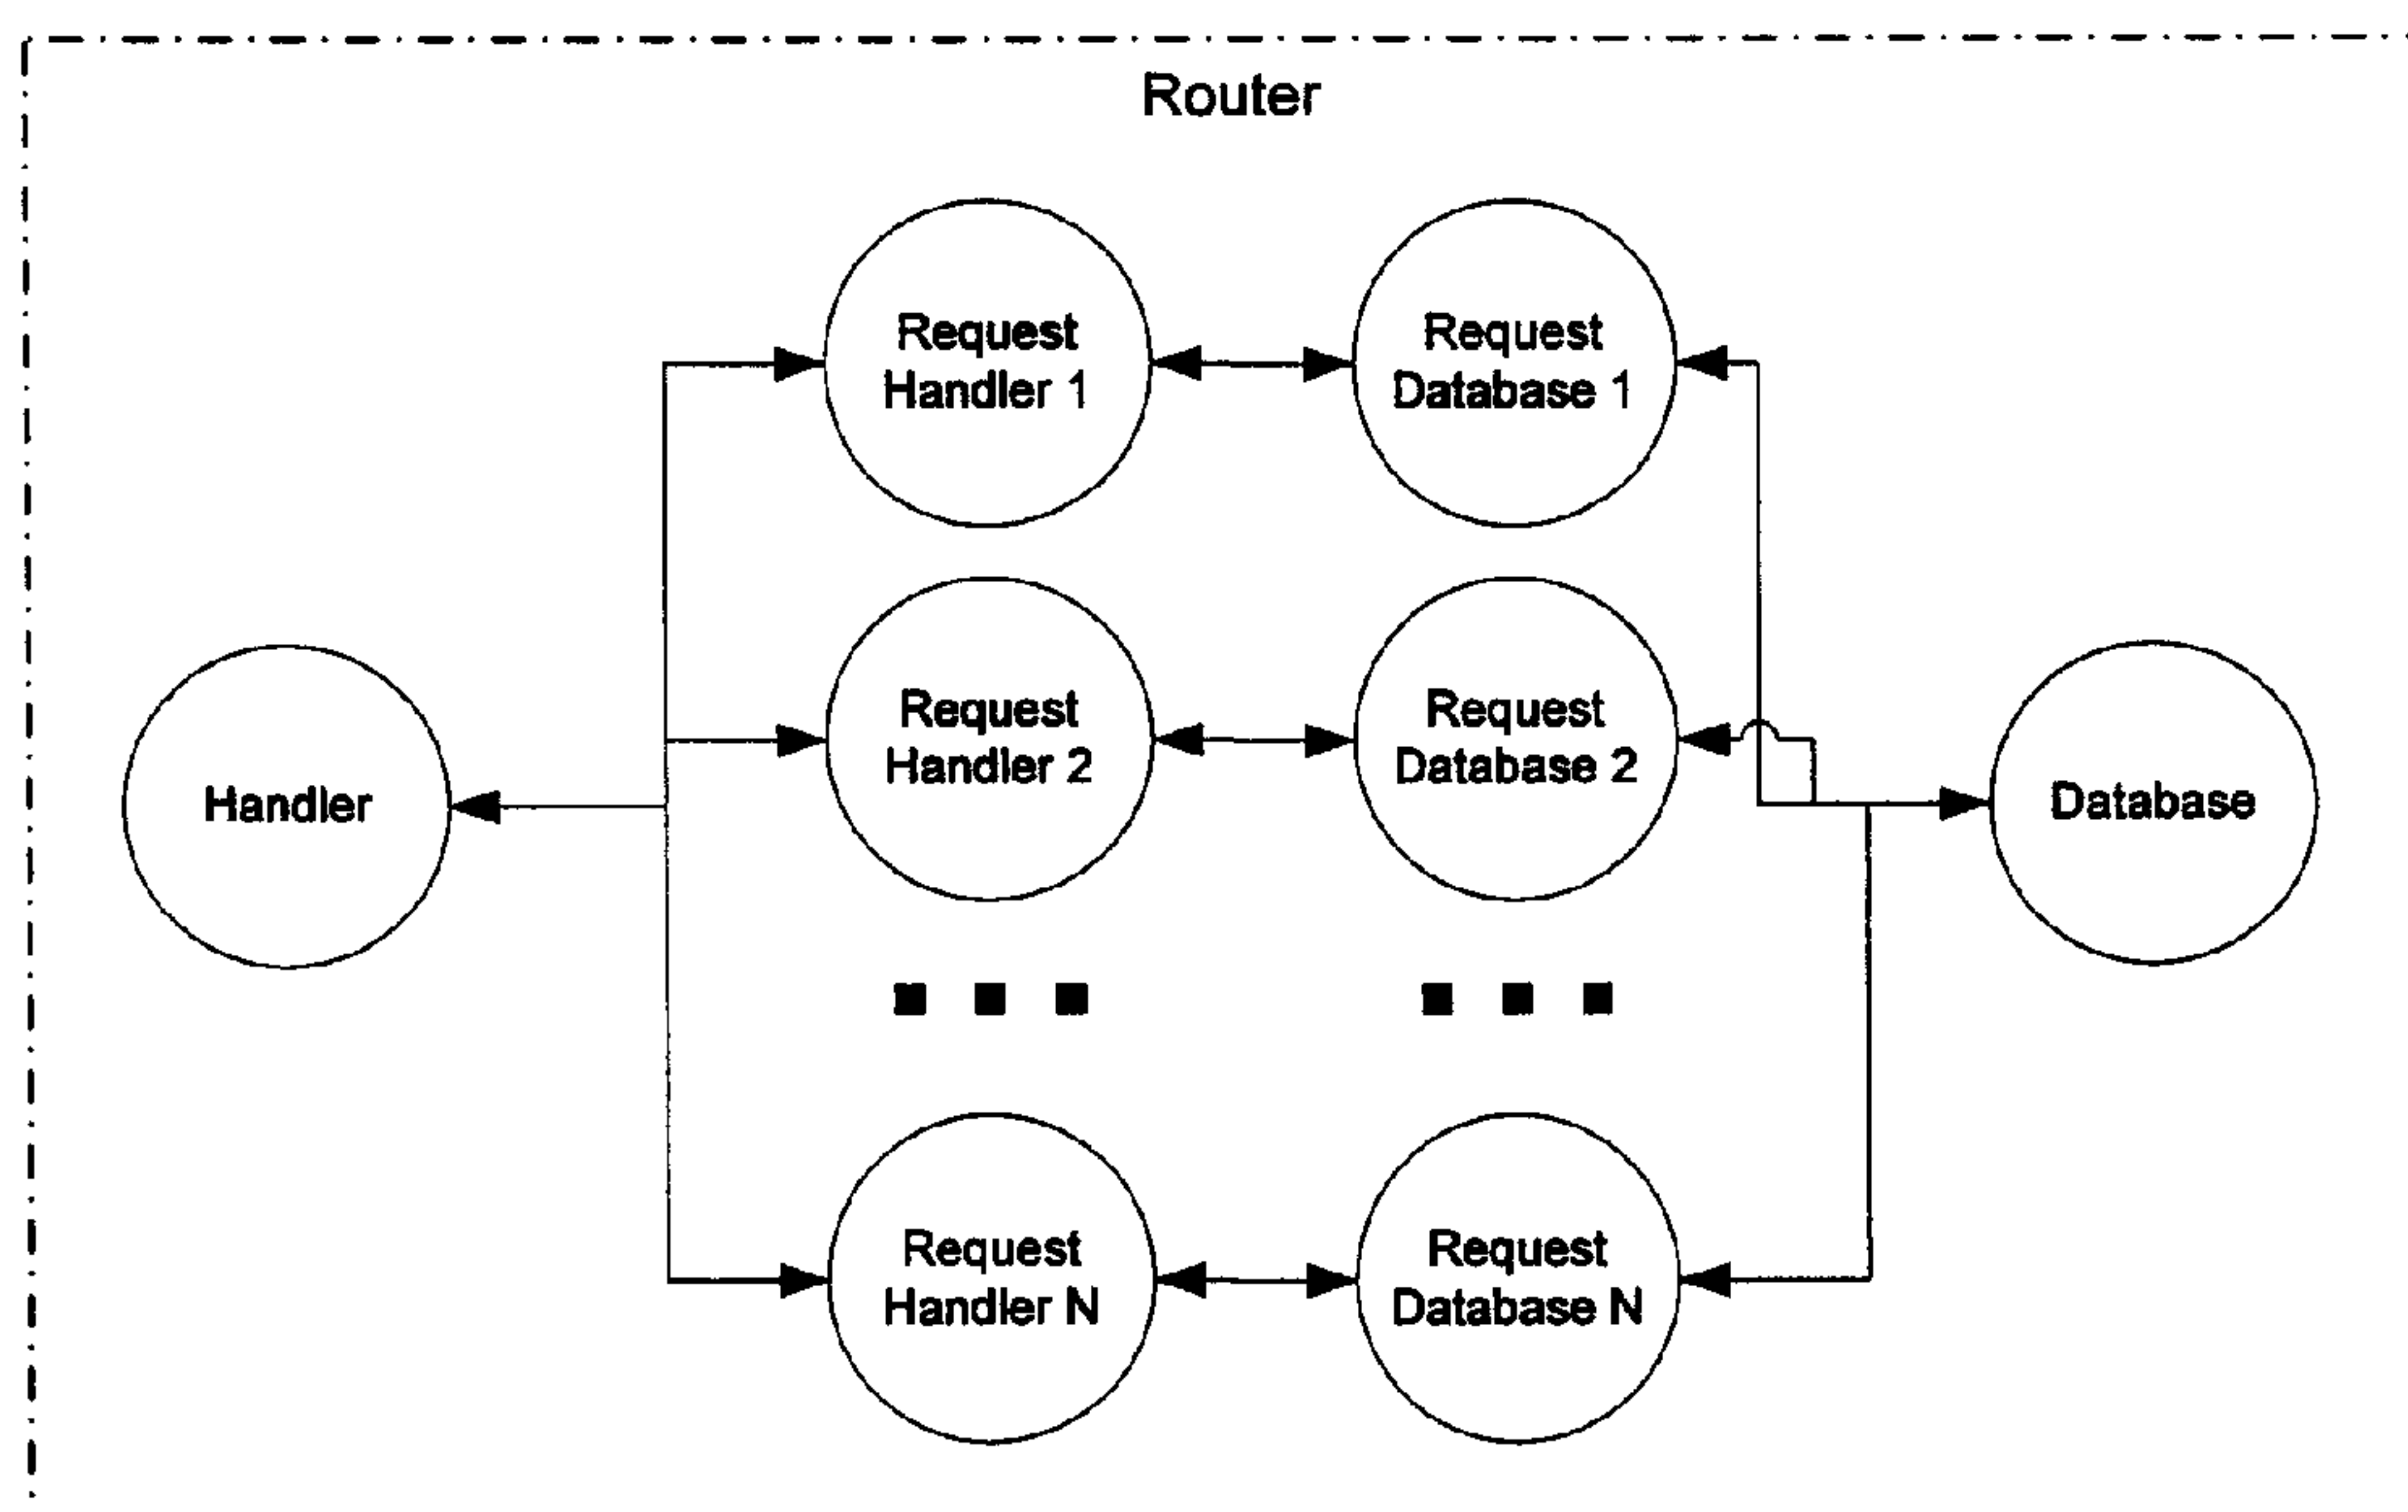 Router
Request
Handler 1
Request
Database 1
Request
Handler 2
Request
Database 2
Handler
Database
Request
Handler N
Request
Database N